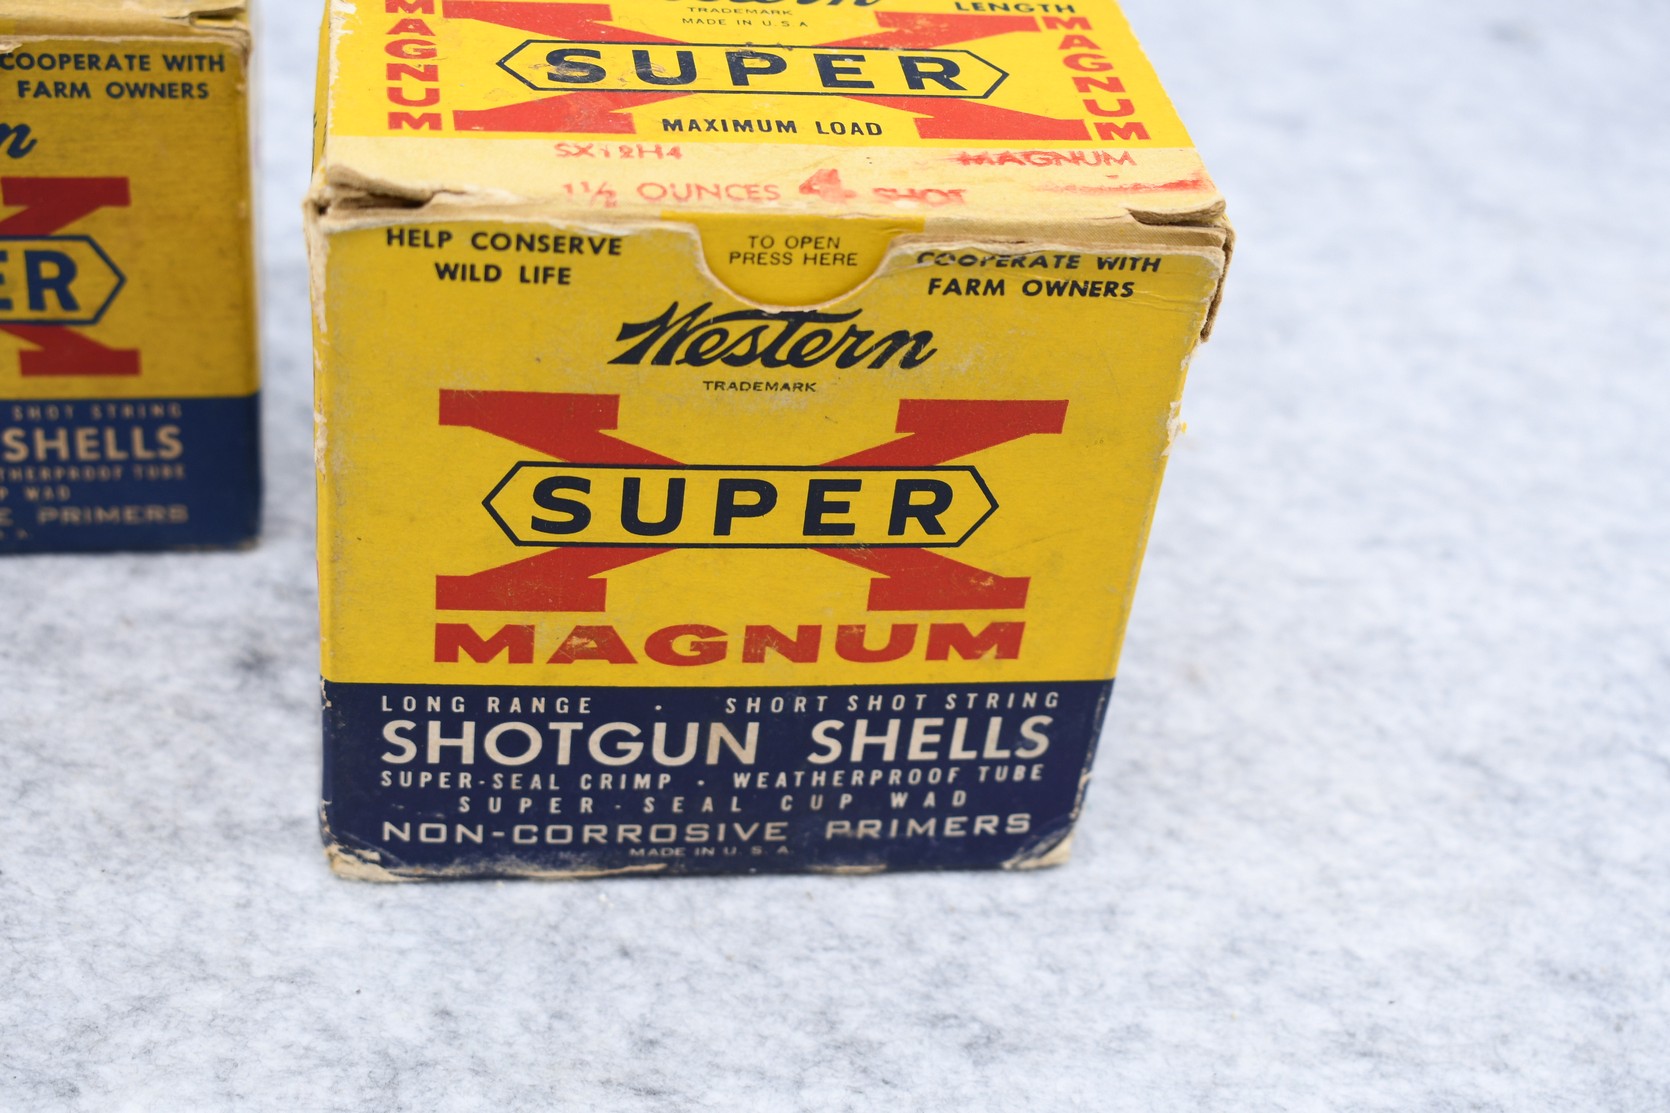 COOPERATE WITH
FARM OWNERS
ER
SHOT STRING
SHELLS
PRIMERS
Western
TRADEMARK
MADE IN U.S.A
LENGTH
MAGNUM
SUPER
X
MAGNUM
MAXIMUM LOAD
SX12H4
MAGNUM
OUNCES 4 SHOT
HELP CONSERVE
WILD LIFE
TO OPEN
PRESS HERE
COOPERATE WITH
FARM OWNERS
Western
TRADEMARK
X
SUPER
MAGNUM
LONG RANGE · SHORT SHOT STRING
SHOTGUN SHELLS
SUPER-SEAL CRIMP · WEATHERPROOF TUBE
SUPER-SEAL CUP WAD
NON-CORROSIVE PRIMERS
MADE IN U. S. A.